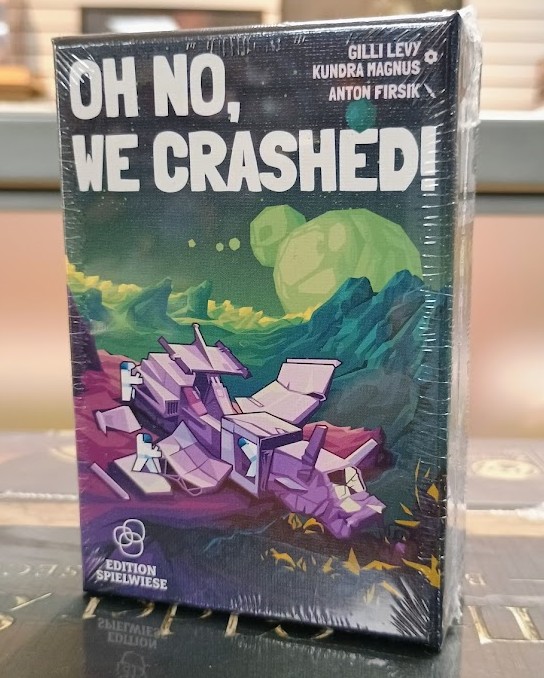 OH NO,
WE CRASHED!
GILLI LEVY
KUNDRA MAGNUS
ANTON FIRSIK
EDITION
SPIELWIESE